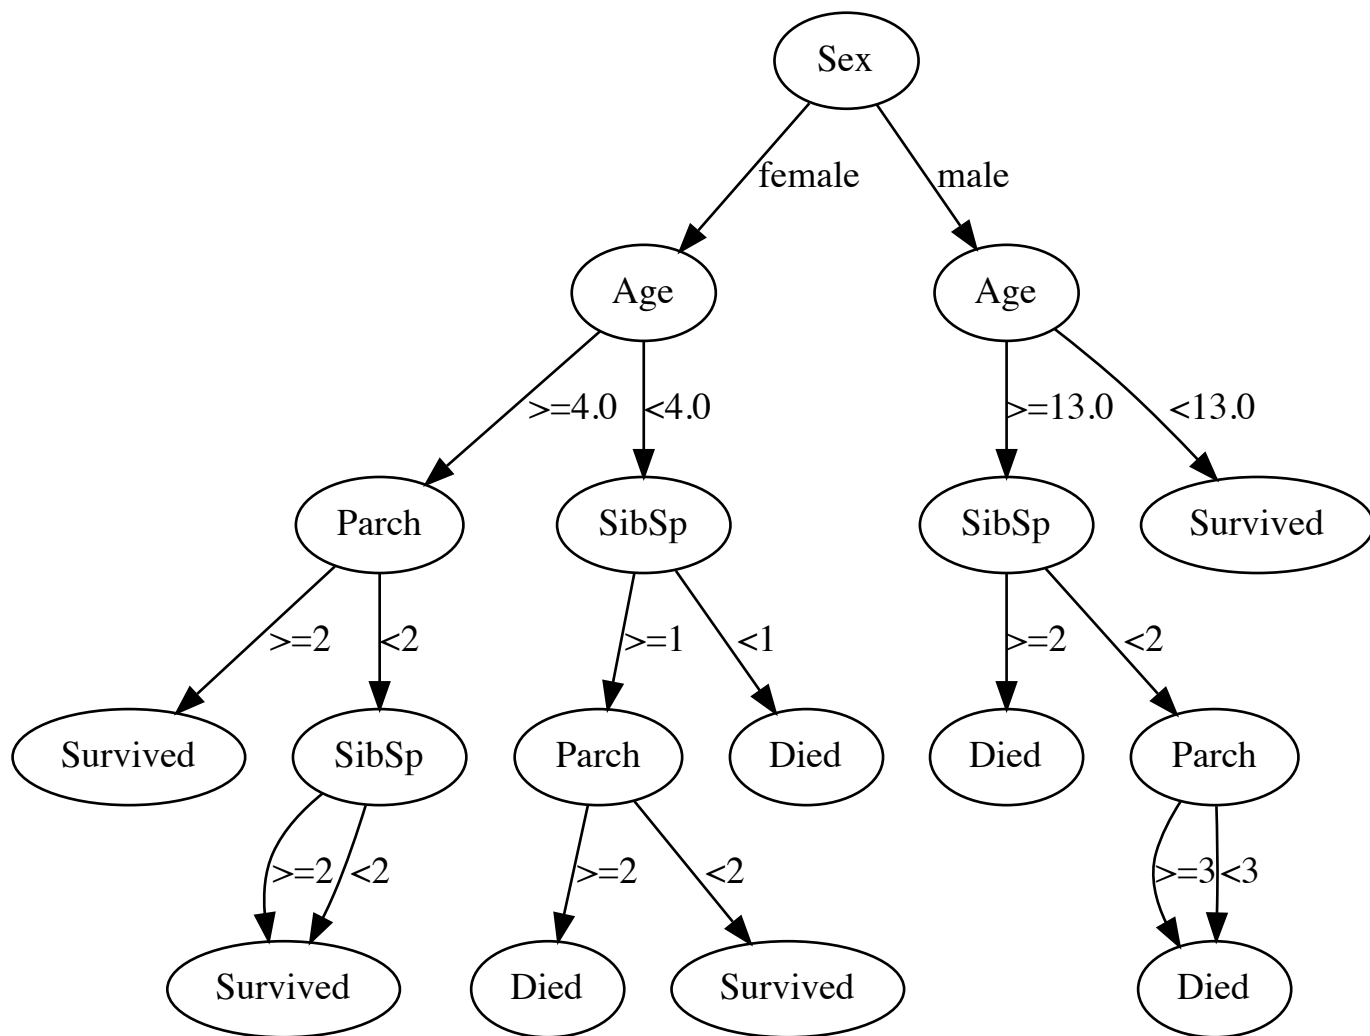 Sex
female
male
Age
Age
>=4.0
<4.0
>=13.0
<13.0
Parch
SibSp
SibSp
Survived
>=2
<2
>=1
<1
>=2
<2
Survived
SibSp
Parch
Died
Died
Parch
>=2
<2
>=2
<2
>=3
<3
Survived
Died
Survived
Died